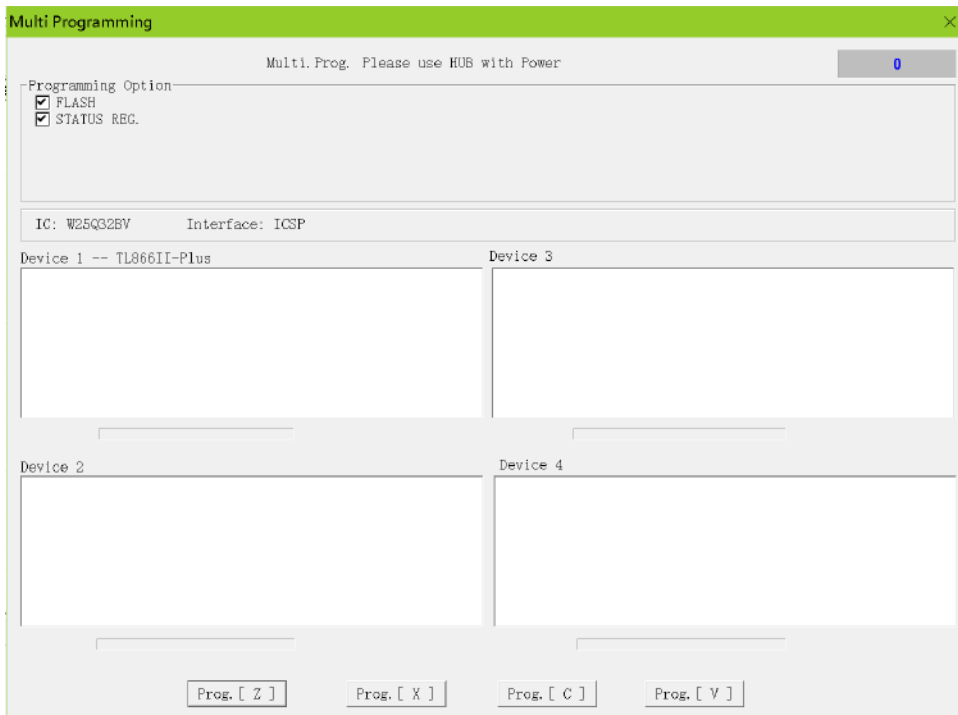 Multi Programming
Multi.Prog. Please use HUB with Power
0
Programming Option
FLASH
STATUS REG.
IC: W25Q32BV Interface: ICSP
Device 1 -- TL866II-Plus
Device 3
Device 2
Device 4
Prog.[ Z ] Prog.[ X ] Prog.[ C ] Prog.[ V ]